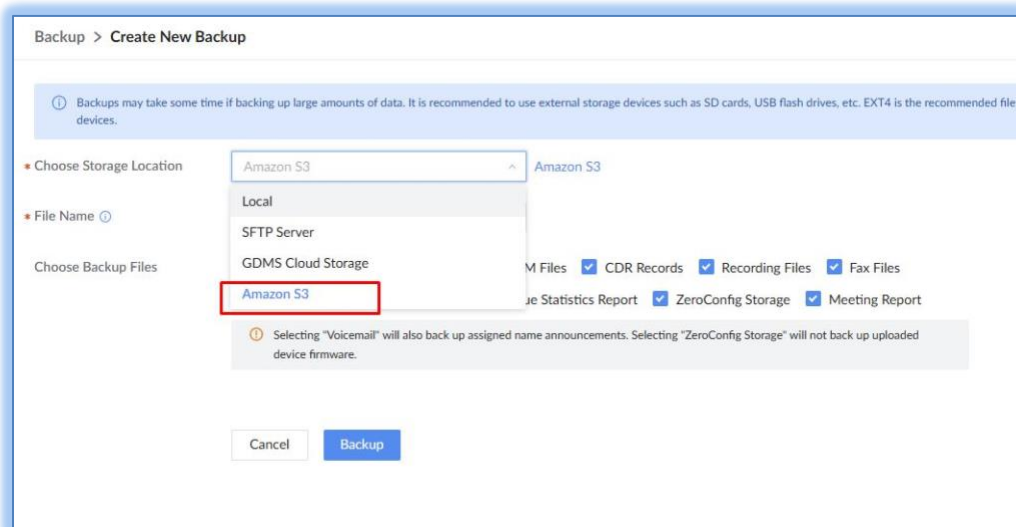 Backup > Create New Backup
Backups may take some time if backing up large amounts of data. It is recommended to use external storage devices such as SD cards, USB flash drives, etc. EXT4 is the recommended file
devices.
* Choose Storage Location Amazon S3 Amazon S3
Local
* File Name
SFTP Server
GDMS Cloud Storage
Choose Backup Files M Files CDR Records Recording Files Fax Files
Amazon S3
ue Statistics Report ZeroConfig Storage Meeting Report
Selecting "Voicemail" will also back up assigned name announcements. Selecting "ZeroConfig Storage" will not back up uploaded
device firmware.
Cancel Backup